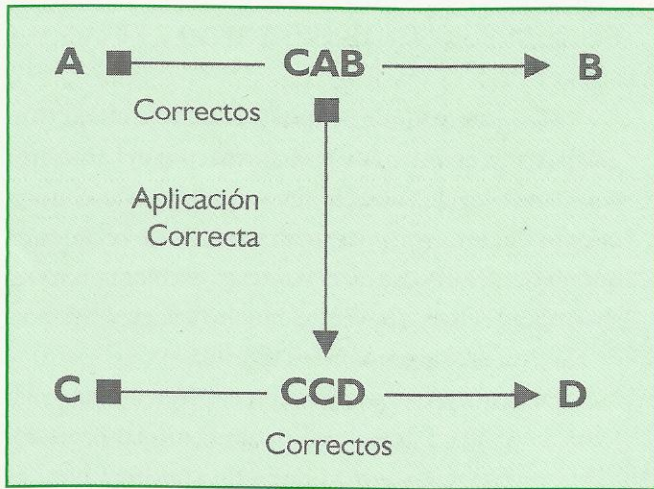 A CAB B
Correctos
Aplicación
Correcta
C CCD D
Correctos